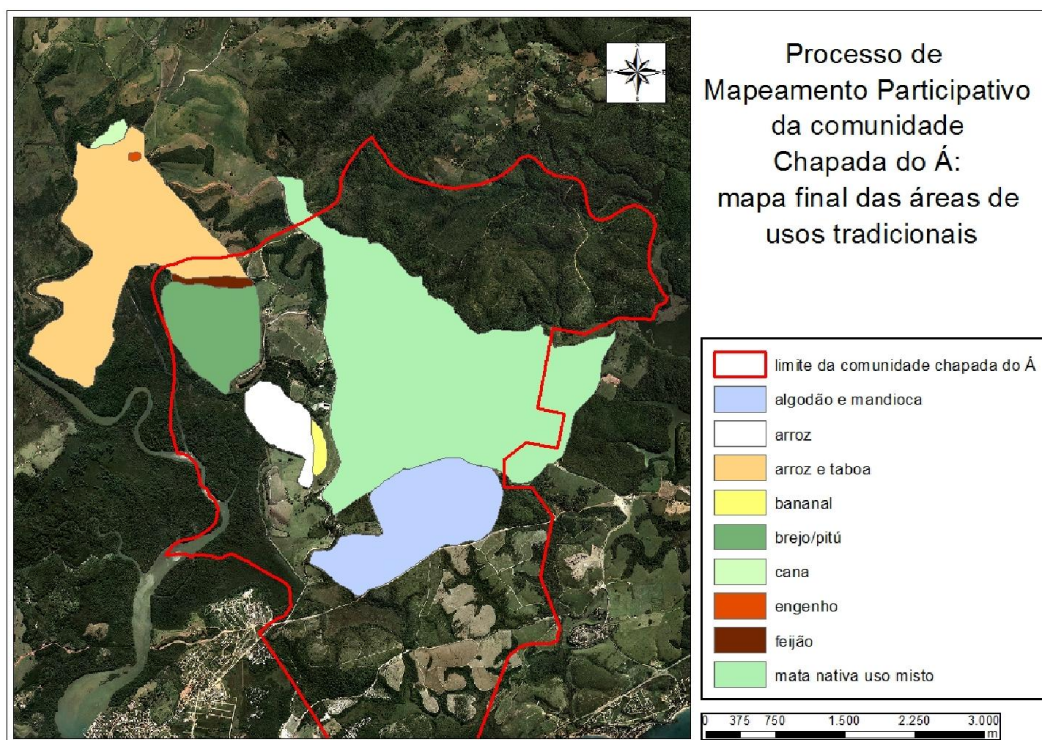 Processo de
Mapeamento Participativo
da comunidade
Chapada do Á:
mapa final das áreas de
usos tradicionais
limite da comunidade chapada do Á
algodão e mandioca
arroz
arroz e taboa
bananal
brejo/pitú
cana
engenho
feijão
mata nativa uso misto
0 375 750 1.500 2.250 3.000
m